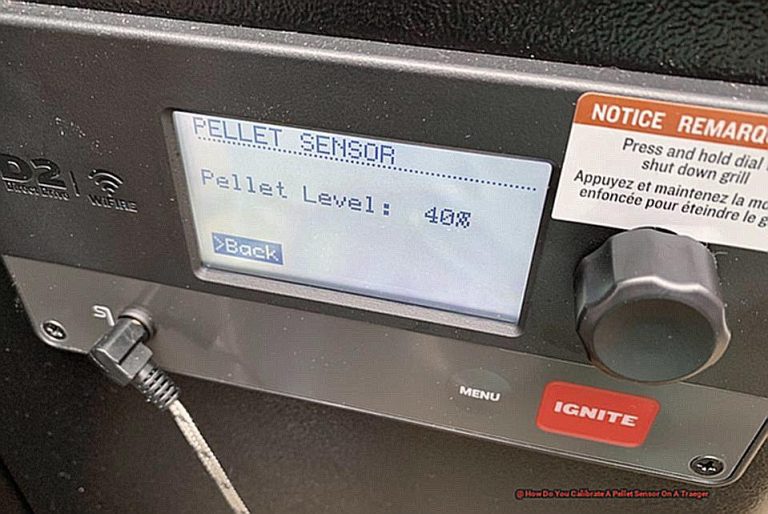 PELLET SENSOR
Pellet Level: 40%
>Back
D2
WiFIRE
NOTICE REMARQU
Press and hold dial
shut down grill
Appuyez et maintenez la mo
enfoncée pour éteindre le g
MENU
IGNITE
@ How Do You Calibrate A Pellet Sensor On A Traeger